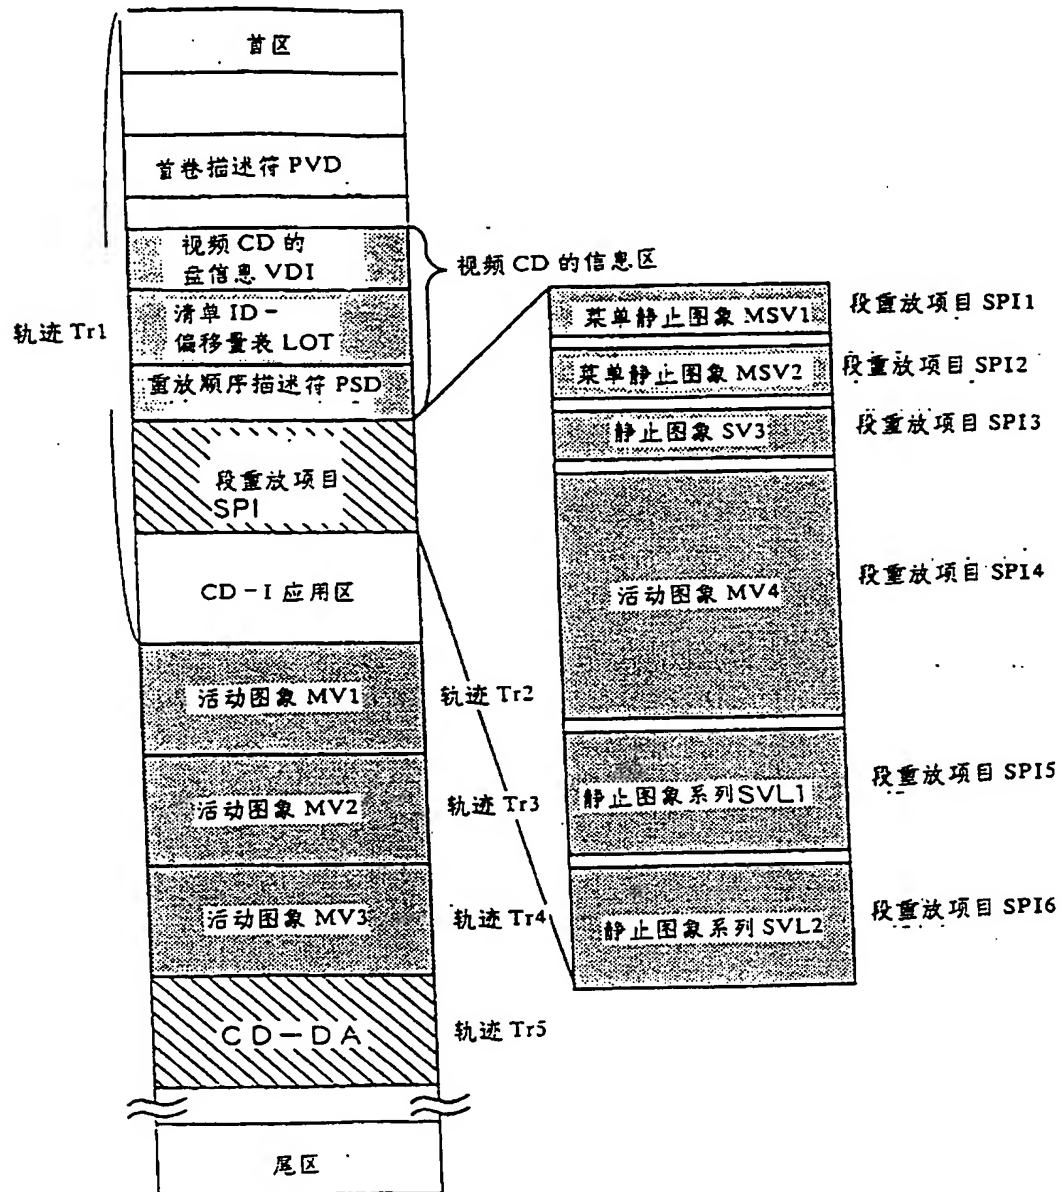 首区
首卷描述符 PVD
视频 CD 的
盘信息 VDI
视频 CD 的信息区
轨迹 Tr1
清单 ID-
偏移量表 LOT
重放顺序描述符 PSD
段重放项目
SPI
CD-I 应用区
活动图象 MV1
轨迹 Tr2
活动图象 MV2
轨迹 Tr3
活动图象 MV3
轨迹 Tr4
CD-DA
轨迹 Tr5
尾区
菜单静止图象 MSV1
段重放项目 SPI1
菜单静止图象 MSV2
段重放项目 SPI2
静止图象 SV3
段重放项目 SPI3
活动图象 MV4
段重放项目 SPI4
静止图象系列SVL1
段重放项目 SPI5
静止图象系列 SVL2
段重放项目 SPI6